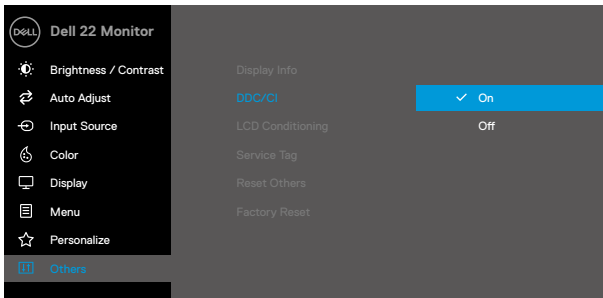 DELL Dell 22 Monitor
Brightness / Contrast
Auto Adjust
Input Source
Color
Display
Menu
Personalize
Others
Display Info
DDC/CI
LCD Conditioning
Service Tag
Reset Others
Factory Reset
On
Off